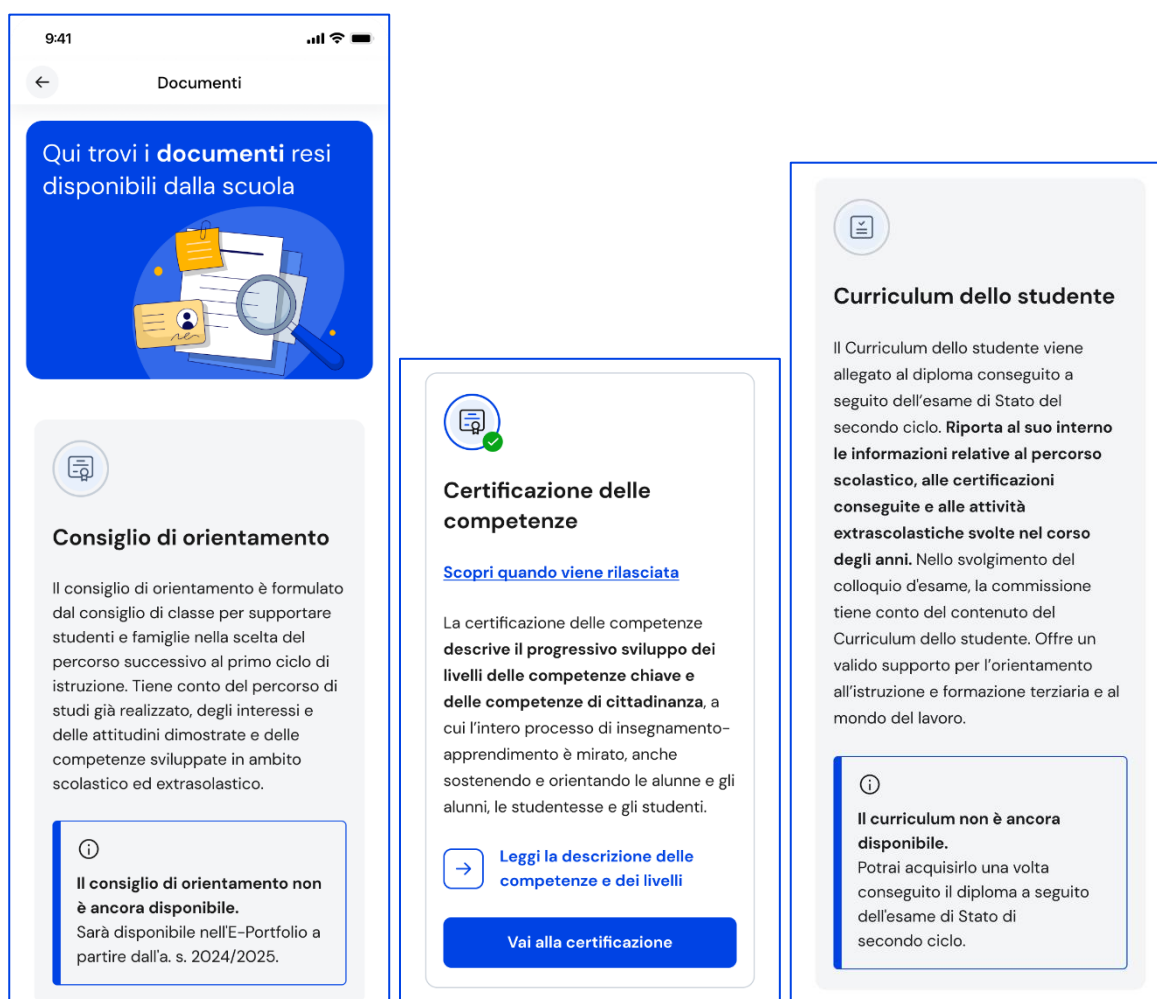 9:41
Documenti
Qui trovi i documenti resi
disponibili dalla scuola
Consiglio di orientamento
Il consiglio di orientamento è formulato
dal consiglio di classe per supportare
studenti e famiglie nella scelta del
percorso successivo al primo ciclo di
istruzione. Tiene conto del percorso di
studi già realizzato, degli interessi e
delle attitudini dimostrate e delle
competenze sviluppate in ambito
scolastico ed extrasolastico.
Il consiglio di orientamento non
è ancora disponibile.
Sarà disponibile nell'E-Portfolio a
partire dall'a. s. 2024/2025.
Certificazione delle
competenze
Scopri quando viene rilasciata
La certificazione delle competenze
descrive il progressivo sviluppo dei
livelli delle competenze chiave e
delle competenze di cittadinanza, a
cui l’intero processo di insegnamento-
apprendimento è mirato, anche
sostenendo e orientando le alunne e gli
alunni, le studentesse e gli studenti.
Leggi la descrizione delle
competenze e dei livelli
Vai alla certificazione
Curriculum dello studente
Il Curriculum dello studente viene
allegato al diploma conseguito a
seguito dell’esame di Stato del
secondo ciclo. Riporta al suo interno
le informazioni relative al percorso
scolastico, alle certificazioni
conseguite e alle attività
extrascolastiche svolte nel corso
degli anni. Nello svolgimento del
colloquio d'esame, la commissione
tiene conto del contenuto del
Curriculum dello studente. Offre un
valido supporto per l’orientamento
all’istruzione e formazione terziaria e al
mondo del lavoro.
Il curriculum non è ancora
disponibile.
Potrai acquisirlo una volta
conseguito il diploma a seguito
dell'esame di Stato di
secondo ciclo.